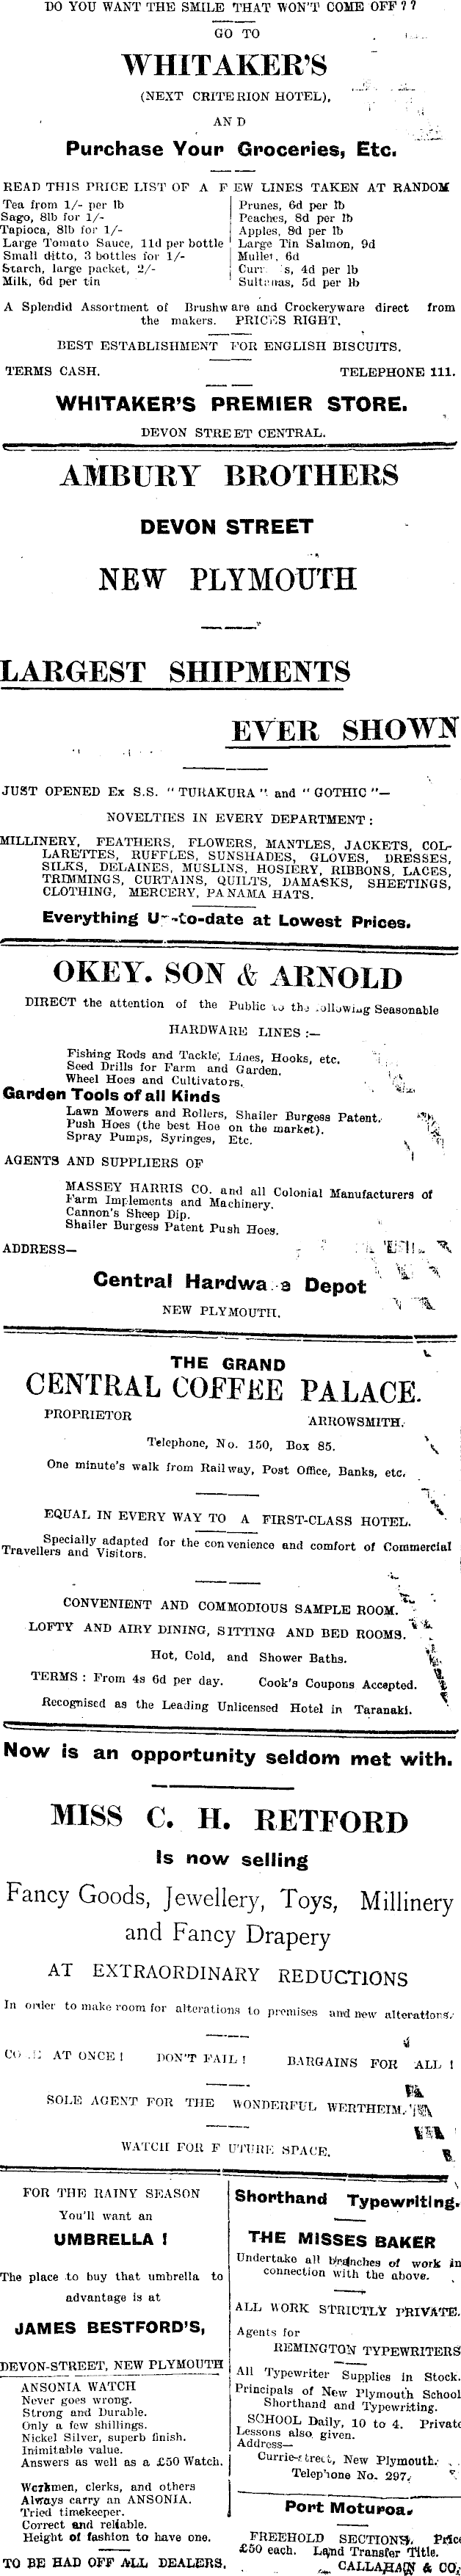 DO YOU WANT THE SMILE THAT WON'T COME OFF ? ?
GO TO
WHITAKER'S
(NEXT CRITERION HOTEL),
AND
Purchase Your Groceries, Etc.
READ THIS PRICE LIST OF A FEW LINES TAKEN AT RANDOM
Tea from 1/- per lb
Sago, 8lb for 1/-
Tapioca, 8lb for 1/-
Large Tomato Sauce, 11d per bottle
Small ditto, 3 bottles for 1/-
Starch, large packet, 2/-
Milk, 6d per tin
Prunes, 6d per lb
Peaches, 8d per lb
Apples, 8d per lb
Large Tin Salmon, 9d
Mullet, 6d
4d per lb
Sultanas, 5d per lb
A Splendid Assortment of Brushware and Crockeryware direct from
the makers. PRICES RIGHT.
BEST ESTABLISHMENT FOR ENGLISH BISCUITS.
TERMS CASH. TELEPHONE 111.
WHITAKER'S PREMIER STORE.
DEVON STREET CENTRAL.
AMBURY BROTHERS
DEVON STREET
NEW PLYMOUTH
LARGEST SHIPMENTS
EVER SHOWN
JUST OPENED Ex S.S. "TURAKURA" and "GOTHIC"—
NOVELTIES IN EVERY DEPARTMENT :
MILLINERY, FEATHERS, FLOWERS, MANTLES, JACKETS, COL-
LARETTES, RUFFLES, SUNSHADES, GLOVES, DRESSES,
SILKS, DELAINES, MUSLINS, HOSIERY, RIBBONS, LACES,
TRIMMINGS, CURTAINS, QUILTS, DAMASKS, SHEETINGS,
CLOTHING, MERCERY, PANAMA HATS.
Everything Up-to-date at Lowest Prices.
OKEY. SON & ARNOLD
DIRECT the attention of the Public to the following Seasonable
HARDWARE LINES :—
Fishing Rods and Tackle, Lines, Hooks, etc.
Seed Drills for Farm and Garden.
Wheel Hoes and Cultivators.
Garden Tools of all Kinds
Lawn Mowers and Rollers, Shailer Burgess Patent.
Push Hoes (the best Hoe on the market).
Spray Pumps, Syringes, Etc.
AGENTS AND SUPPLIERS OF
MASSEY HARRIS CO. and all Colonial Manufacturers of
Farm Implements and Machinery.
Cannon's Sheep Dip.
Shailer Burgess Patent Push Hoes.
ADDRESS—
Central Hardware Depot
NEW PLYMOUTH.
THE GRAND
CENTRAL COFFEE PALACE.
PROPRIETOR ARROWSMITH.
Telephone, No. 150, Box 85.
One minute's walk from Railway, Post Office, Banks, etc.
EQUAL IN EVERY WAY TO A FIRST-CLASS HOTEL.
Specially adapted for the convenience and comfort of Commercial
Travellers and Visitors.
CONVENIENT AND COMMODIOUS SAMPLE ROOM.
LOFTY AND AIRY DINING, SITTING AND BED ROOMS.
Hot, Cold, and Shower Baths.
TERMS : From 4s 6d per day. Cook's Coupons Accepted.
Recognised as the Leading Unlicensed Hotel in Taranaki.
Now is an opportunity seldom met with.
MISS C. H. RETFORD
Is now selling
Fancy Goods, Jewellery, Toys, Millinery
and Fancy Drapery
AT EXTRAORDINARY REDUCTIONS
In order to make room for alterations to premises and new alterations.
COME AT ONCE ! DON'T FAIL ! BARGAINS FOR ALL !
SOLE AGENT FOR THE WONDERFUL WERTHEIM.
WATCH FOR FUTURE SPACE.
FOR THE RAINY SEASON
You'll want an
UMBRELLA !
The place to buy that umbrella to
advantage is at
JAMES BESTFORD'S,
DEVON-STREET, NEW PLYMOUTH
ANSONIA WATCH
Never goes wrong.
Strong and Durable.
Only a few shillings.
Nickel Silver, superb finish.
Inimitable value.
Answers as well as a £50 Watch.
Workmen, clerks, and others
Always carry an ANSONIA.
Tried timekeeper.
Correct and reliable.
Height of fashion to have one.
TO BE HAD OFF ALL DEALERS.
Shorthand Typewriting.
THE MISSES BAKER
Undertake all branches of work in
connection with the above.
ALL WORK STRICTLY PRIVATE.
Agents for
REMINGTON TYPEWRITERS
All Typewriter Supplies in Stock.
Principals of New Plymouth School
Shorthand and Typewriting.
SCHOOL Daily, 10 to 4. Private
Lessons also given.
Address—
Currie-street, New Plymouth.
Telephone No. 297.
Port Moturoa.
FREEHOLD SECTIONS. Price
£50 each. Land Transfer Title.
CALLAHAN & CO.